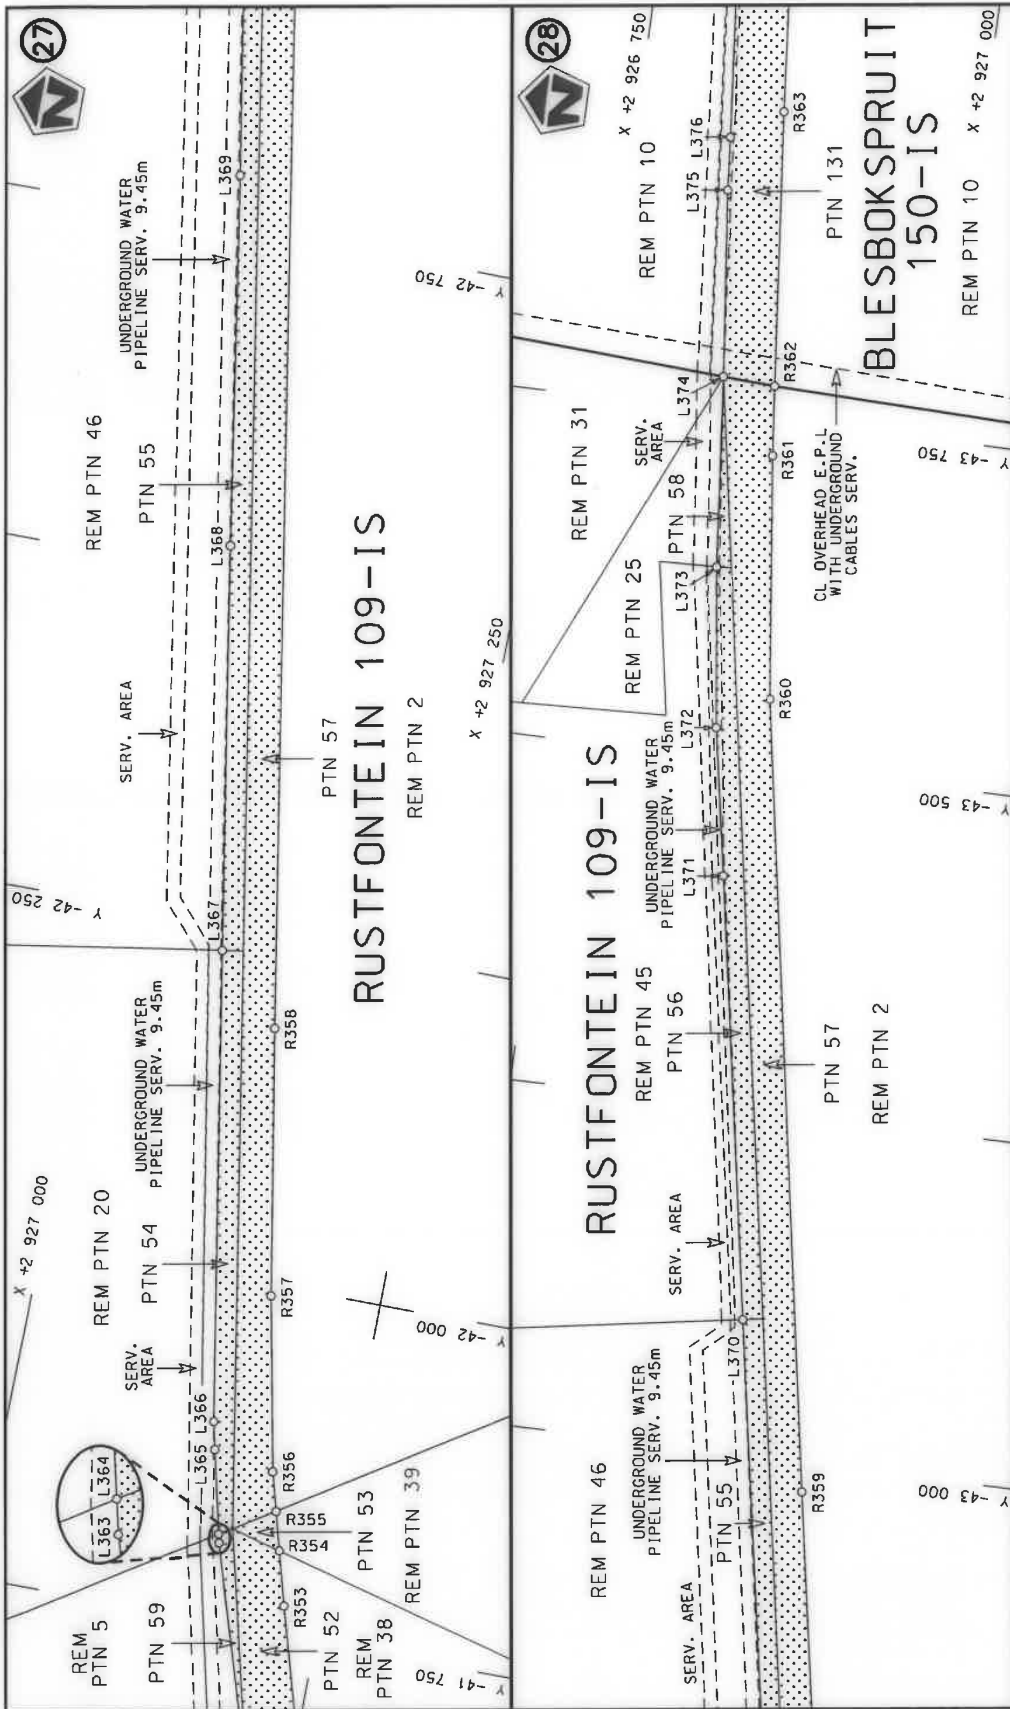 27
N
REM
PTN 5
PTN 59
L363
L364
L365
L366
SERV.
AREA
X +2 927 000
REM PTN 20
PTN 54
UNDERGROUND WATER
PIPELINE SERV. 9.45m
L367
Y -42 250
SERV. AREA
REM PTN 46
PTN 55
L368
UNDERGROUND WATER
PIPELINE SERV. 9.45m
L369
R353
R354
R355
R356
R357
R358
PTN 52
REM
PTN 38
Y -41 750
PTN 53
REM PTN 39
Y -42 000
RUSTFONTEIN 109-IS
PTN 57
REM PTN 2
X +2 927 250
Y -42 750
28
N
SERV. AREA
REM PTN 46
UNDERGROUND WATER
PIPELINE SERV. 9.45m
PTN 55
L370
SERV. AREA
RUSTFONTEIN 109-IS
REM PTN 45
PTN 56
UNDERGROUND WATER
PIPELINE SERV. 9.45m
L371
L372
L373
REM PTN 25
PTN 58
REM PTN 31
SERV.
AREA
L374
REM PTN 10
L375
L376
X +2 926 750
R359
R360
R361
R362
R363
Y -43 000
PTN 57
REM PTN 2
Y -43 500
CL OVERHEAD E.P.L
WITH UNDERGROUND
CABLES SERV.
Y -43 750
PTN 131
BLESBOKSPRUIT
150-IS
REM PTN 10
X +2 927 000